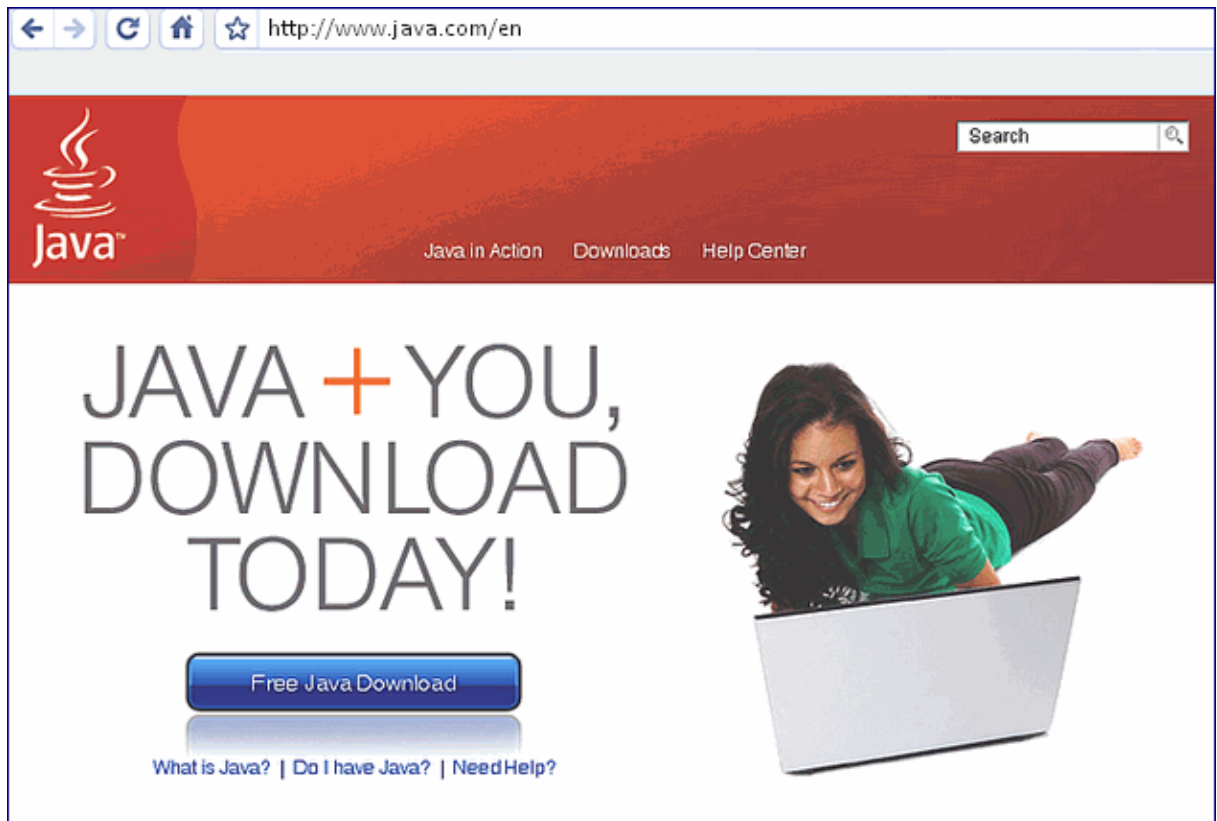 http://www.java.com/en
Search
Java™
Java in Action Downloads Help Center
JAVA + YOU,
DOWNLOAD
TODAY!
Free Java Download
What is Java? | Do I have Java? | Need Help?